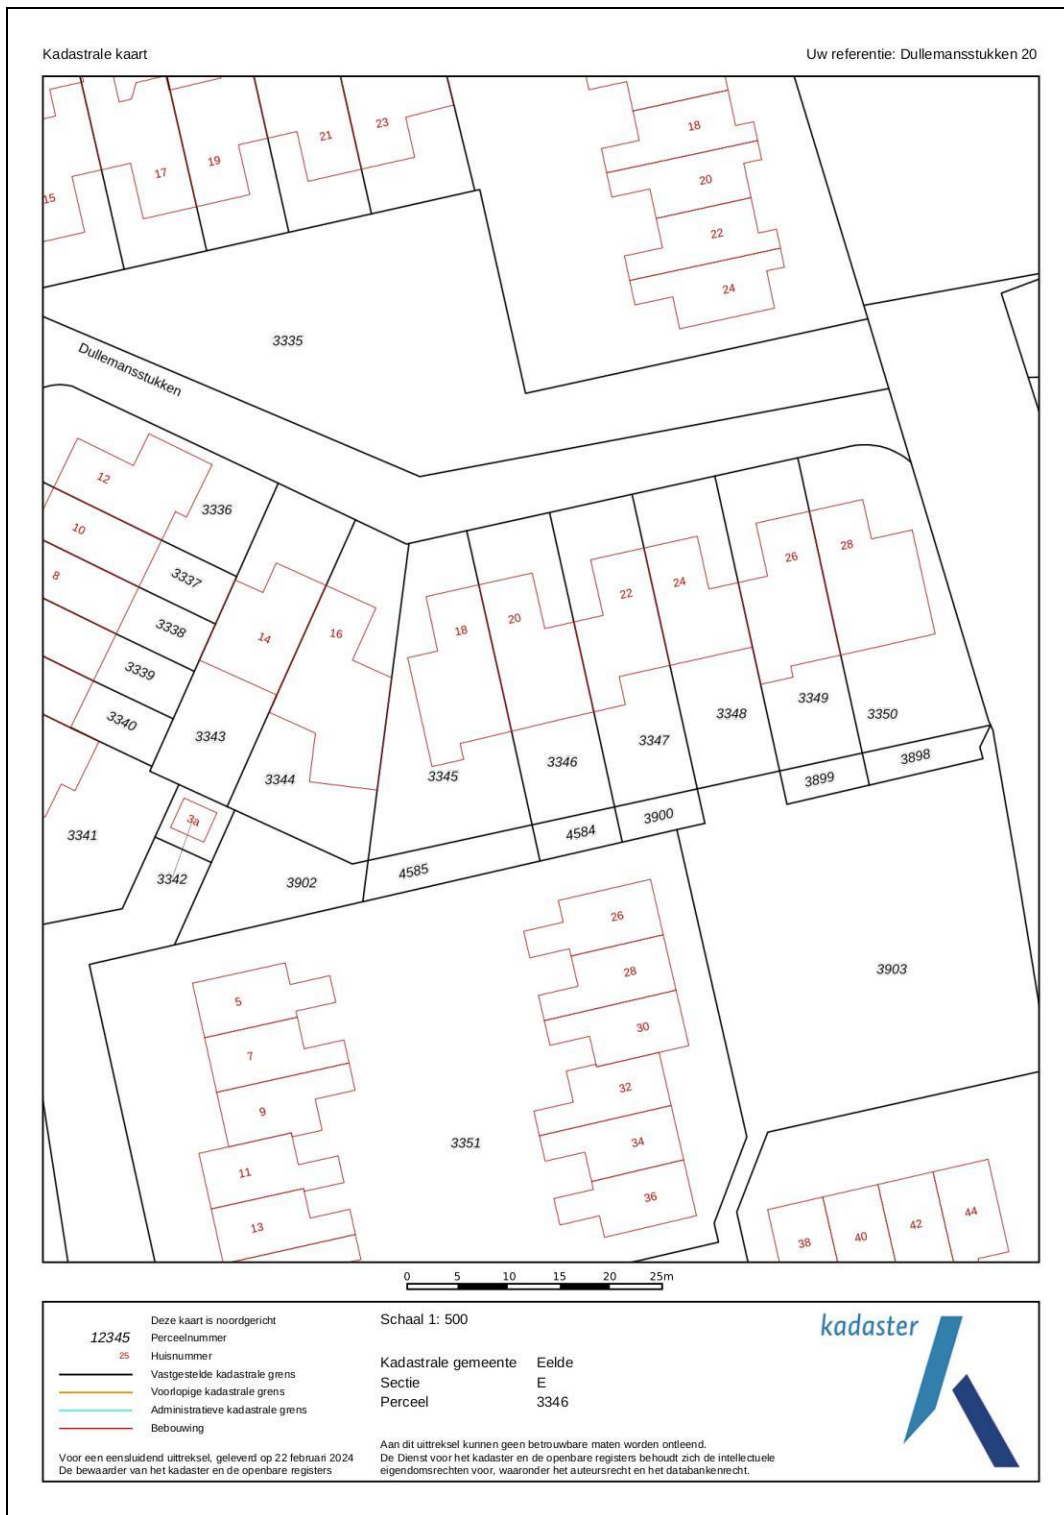 Kadastrale kaart
Uw referentie: Dullemansstukken 20
23
18
21
19
17
20
15
22
24
3335
Dullemansstukken
12
3336
10
28
26
8
3337
24
22
20
3338
18
16
14
3339
3349
3340
3348
3350
3343
3347
3898
3346
3344
3345
3899
3900
3a
4584
3341
4585
3342
3902
26
3903
28
5
30
7
32
9
34
3351
11
36
44
42
13
40
38
0 5 10 15 20 25m
Deze kaart is noordgericht
12345 Perceelnummer
25 Huisnummer
Vastgestelde kadastrale grens
Voorlopige kadastrale grens
Administratieve kadastrale grens
Bebouwing
Voor een eensluidend uittreksel, geleverd op 22 februari 2024
De bewaarder van het kadaster en de openbare registers
Schaal 1: 500
Kadastrale gemeente Eelde
Sectie E
Perceel 3346
Aan dit uittreksel kunnen geen betrouwbare maten worden ontleend.
De Dienst voor het kadaster en de openbare registers behoudt zich de intellectuele
eigendomsrechten voor, waaronder het auteursrecht en het databankenrecht.
kadaster